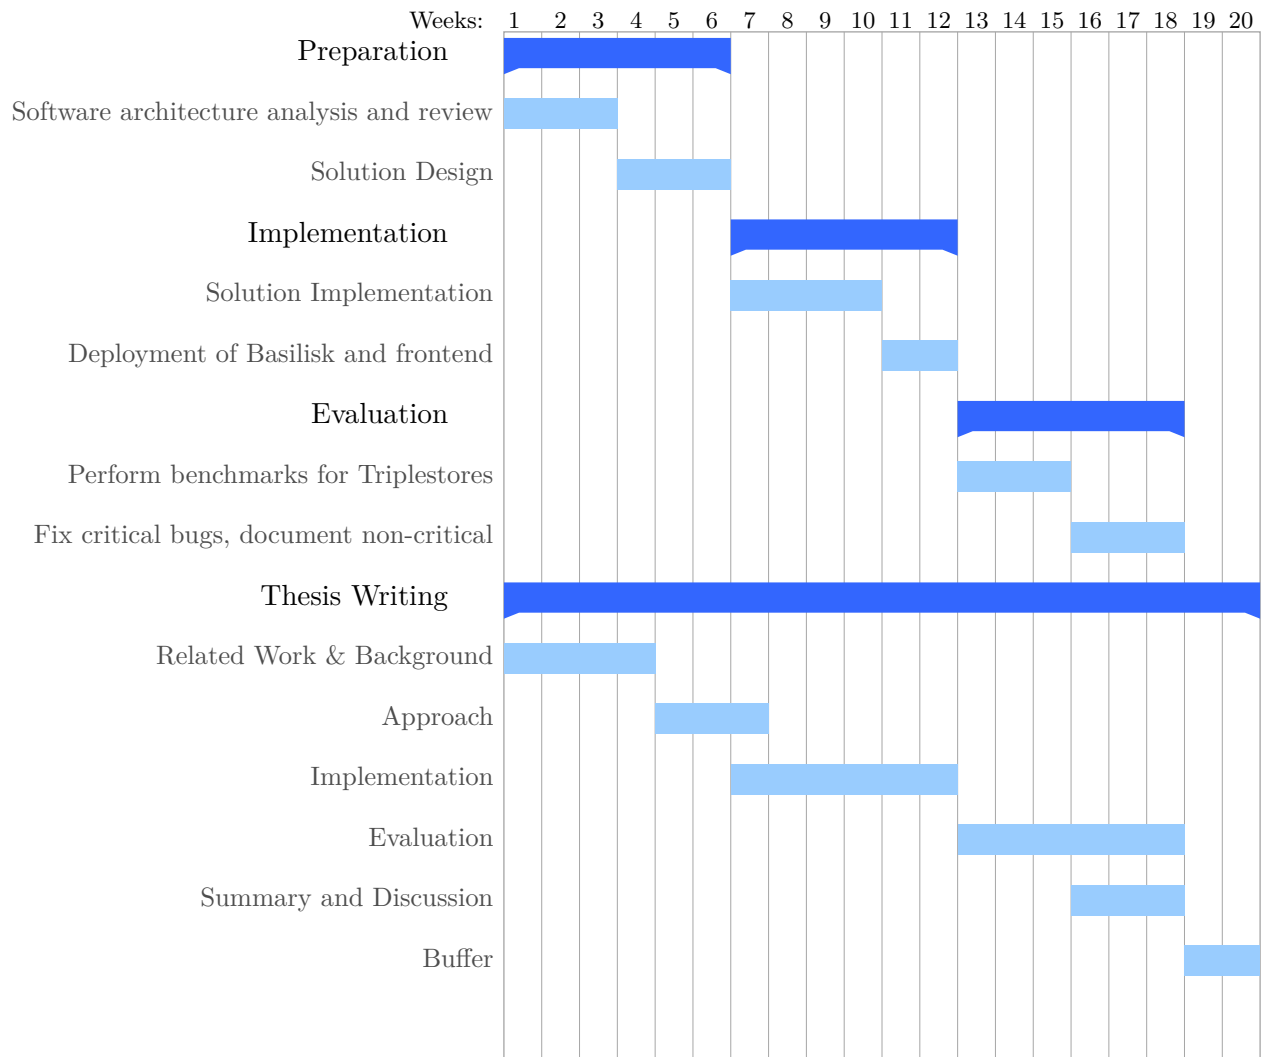 Weeks: 1 2 3 4 5 6 7 8 9 10 11 12 13 14 15 16 17 18 19 20
Preparation
Software architecture analysis and review
Solution Design
Implementation
Solution Implementation
Deployment of Basilisk and frontend
Evaluation
Perform benchmarks for Triplestores
Fix critical bugs, document non-critical
Thesis Writing
Related Work & Background
Approach
Implementation
Evaluation
Summary and Discussion
Buffer